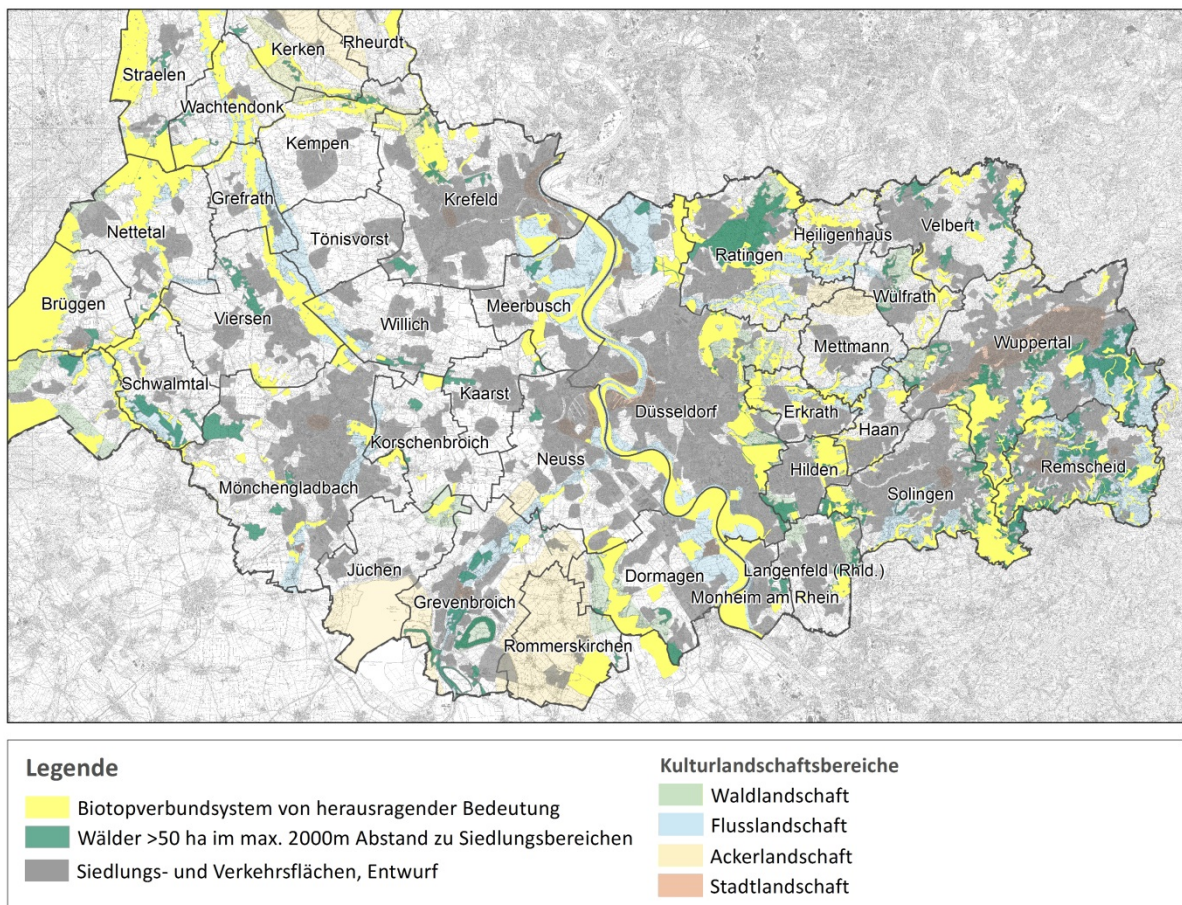 Kerken
Rheurdt
Straelen
Wachtendonk
Kempen
Krefeld
Grefrath
Nettetal
Tönisvorst
Velbert
Heiligenhaus
Ratingen
Brüggen
Viersen
Willich
Meerbusch
Wülfrath
Mettmann
Wuppertal
Schwalmtal
Kaarst
Düsseldorf
Erkrath
Haan
Korschenbroich
Neuss
Hilden
Remscheid
Mönchengladbach
Solingen
Jüchen
Dormagen
Langenfeld (Rhld.)
Monheim am Rhein
Grevenbroich
Rommerskirchen
Legende
Biotopverbundsystem von herausragender Bedeutung
Wälder >50 ha im max. 2000m Abstand zu Siedlungsbereichen
Siedlungs- und Verkehrsflächen, Entwurf
Kulturlandschaftsbereiche
Waldlandschaft
Flusslandschaft
Ackerlandschaft
Stadtlandschaft